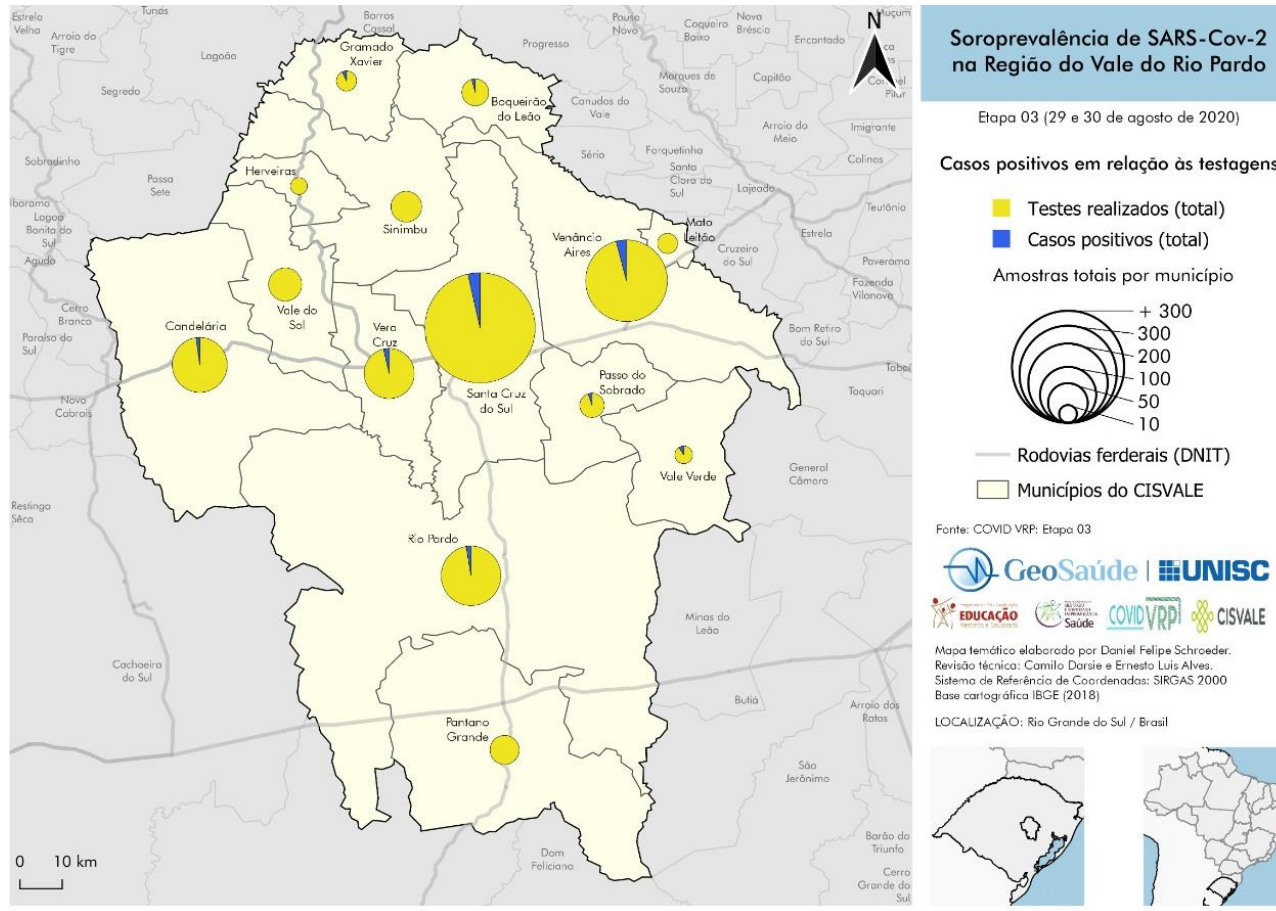 Estrela
Velha
Tunas
Barros
Cassal
Pouso
Novo
Nova
Bréscia
Muçum
Arroio do
Tigre
Lagoão
Gramado
Xavier
Progresso
Coqueiro
Baixo
Encantado
N
Segredo
Boqueirão
do Leão
Marques de
Souza
Capitão
Canudos do
Vale
Arroio do
Meio
Imigrante
Sobradinho
Passa
Sete
Herveiras
Sério
Forquetinha
Santa
Clara do
Sul
Colinas
Lajeado
Ibarama
Lagoa
Bonita do
Sul
Sinimbu
Venâncio
Aires
Mato
Leitão
Cruzeiro
do Sul
Teutônia
Estrela
Agudo
Paverama
Fazenda
Vilanova
Cerro
Branco
Paraíso do
Sul
Candelária
Vale do
Sol
Vera
Cruz
Bom Retiro
do Sul
Tabaí
Novo
Cabrais
Santa Cruz
do Sul
Passo do
Sobrado
Taquari
Vale Verde
General
Câmara
Restinga
Sêca
Rio Pardo
Minas do
Leão
Cachoeira
do Sul
Butiá
Arroio dos
Ratos
Pantano
Grande
São
Jerônimo
Dom
Feliciano
Barão do
Triunfo
Cerro
Grande do
Sul
0 10 km
Soroprevalência de SARS-Cov-2
na Região do Vale do Rio Pardo
Etapa 03 (29 e 30 de agosto de 2020)
Casos positivos em relação às testagens
Testes realizados (total)
Casos positivos (total)
Amostras totais por município
+ 300
300
200
100
50
10
Rodovias ferderais (DNIT)
Municípios do CISVALE
Fonte: COVID VRP: Etapa 03
GeoSaúde | UNISC
EDUCAÇÃO
Saúde
COVID VRP
CISVALE
Mapa temático elaborado por Daniel Felipe Schroeder.
Revisão técnica: Camilo Darsie e Ernesto Luis Alves.
Sistema de Referência de Coordenadas: SIRGAS 2000
Base cartográfica IBGE (2018)
LOCALIZAÇÃO: Rio Grande do Sul / Brasil